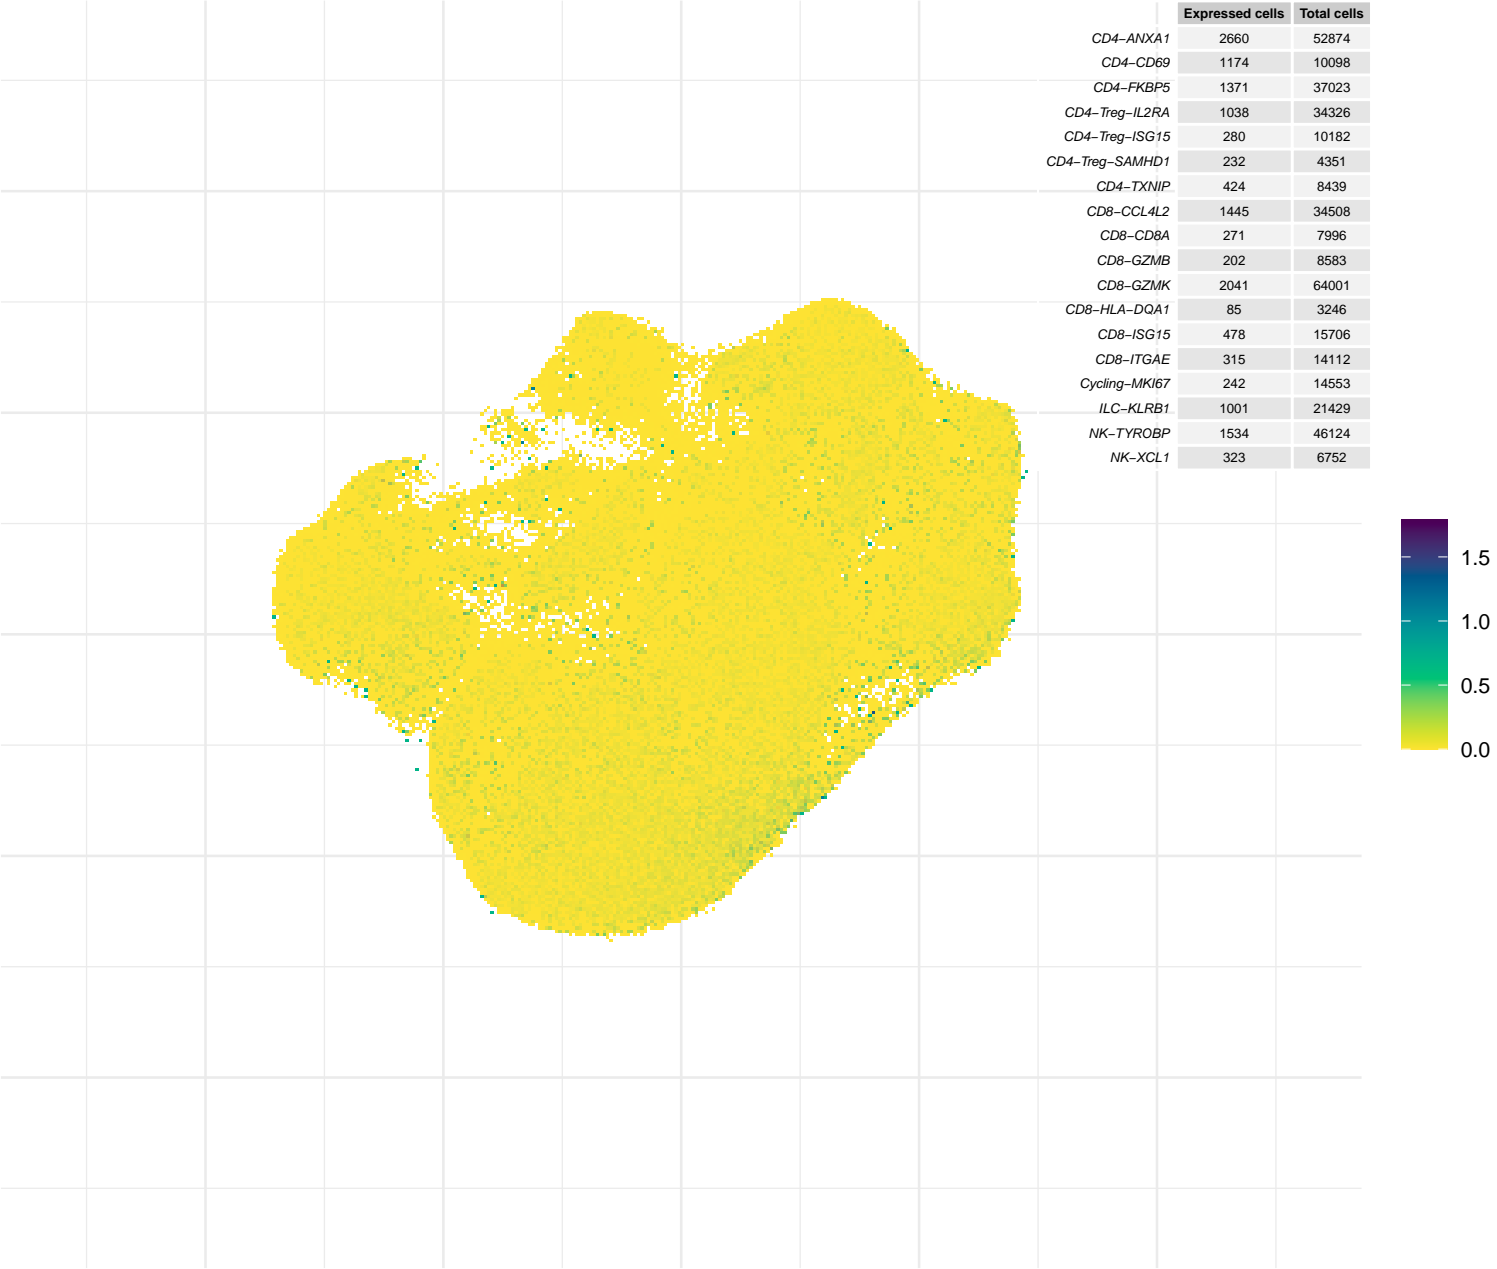 Expressed cells Total cells
CD4−ANXA1 2660 52874
CD4−CD69 1174 10098
CD4−FKBP5 1371 37023
CD4−Treg−IL2RA 1038 34326
CD4−Treg−ISG15 280 10182
CD4−Treg−SAMHD1 232 4351
CD4−TXNIP 424 8439
CD8−CCL4L2 1445 34508
CD8−CD8A 271 7996
CD8−GZMB 202 8583
CD8−GZMK 2041 64001
CD8−HLA−DQA1 85 3246
CD8−ISG15 478 15706
CD8−ITGAE 315 14112
Cycling−MKI67 242 14553
ILC−KLRB1 1001 21429
NK−TYROBP 1534 46124
NK−XCL1 323 6752
1.5
1.0
0.5
0.0